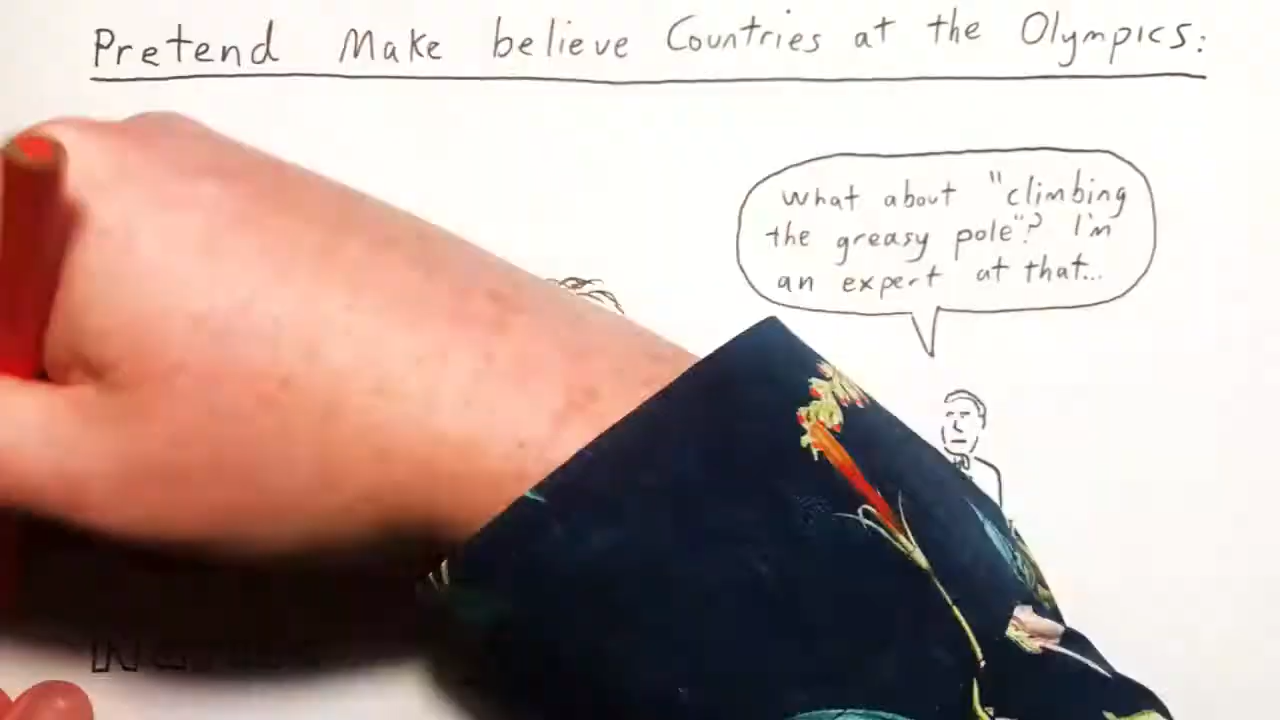 Pretend Make believe Countries at the Olympics:
What about "climbing
the greasy pole"? I'm
an expert at that...